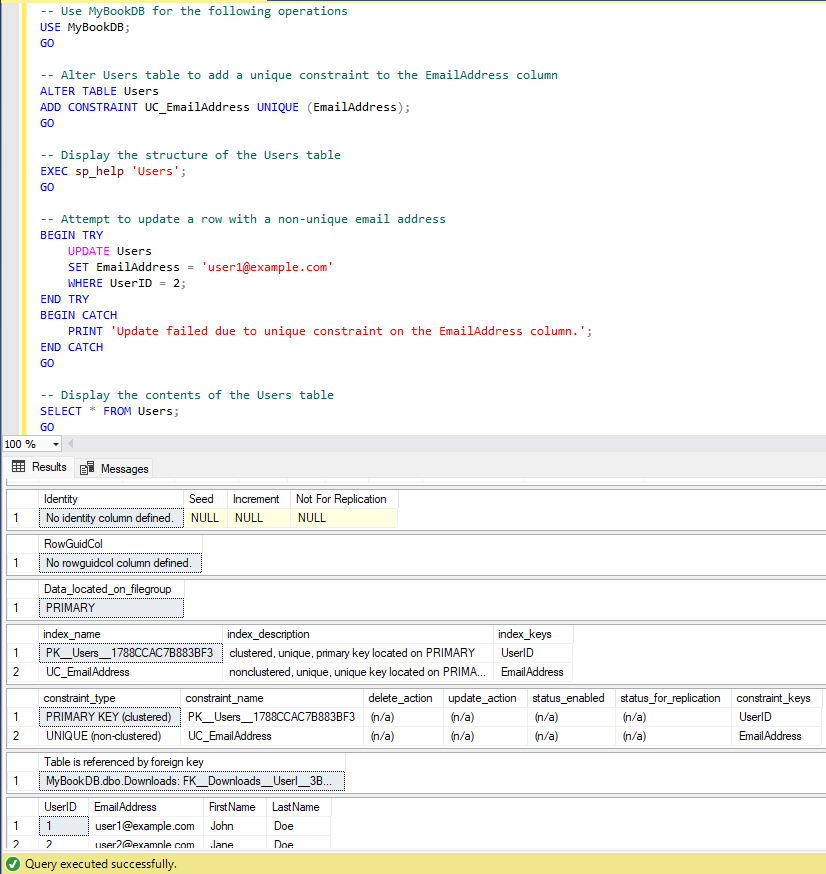 -- Use MyBookDB for the following operations
USE MyBookDB;
GO
-- Alter Users table to add a unique constraint to the EmailAddress column
ALTER TABLE Users
ADD CONSTRAINT UC_EmailAddress UNIQUE (EmailAddress);
GO
-- Display the structure of the Users table
EXEC sp_help 'Users';
GO
-- Attempt to update a row with a non-unique email address
BEGIN TRY
UPDATE Users
SET EmailAddress = 'user1@example.com'
WHERE UserID = 2;
END TRY
BEGIN CATCH
PRINT 'Update failed due to unique constraint on the EmailAddress column.';
END CATCH
GO
-- Display the contents of the Users table
SELECT * FROM Users;
GO
100 %
Results Messages
Identity Seed Increment Not For Replication
1 No identity column defined. NULL NULL NULL
RowGuidCol
1 No rowguidcol column defined.
Data_located_on_filegroup
1 PRIMARY
index_name index_description index_keys
1 PK__Users__1788CCAC7B883BF3 clustered, unique, primary key located on PRIMARY UserID
2 UC_EmailAddress nonclustered, unique, unique key located on PRIMA... EmailAddress
constraint_type constraint_name delete_action update_action status_enabled status_for_replication constraint_keys
1 PRIMARY KEY (clustered) PK__Users__1788CCAC7B883BF3 (n/a) (n/a) (n/a) (n/a) UserID
2 UNIQUE (non-clustered) UC_EmailAddress (n/a) (n/a) (n/a) (n/a) EmailAddress
Table is referenced by foreign key
1 MyBookDB.dbo.Downloads: FK__Downloads__UserI__3B...
UserID EmailAddress FirstName LastName
1 1 user1@example.com John Doe
2 2 user2@example.com Jane Doe
Query executed successfully.